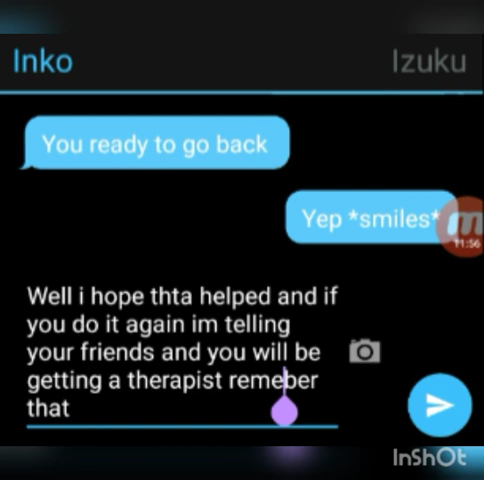 Inko
Izuku
You ready to go back
Yep *smiles*
11:56
Well i hope thta helped and if
you do it again im telling
your friends and you will be
getting a therapist remeber
that
InShOt